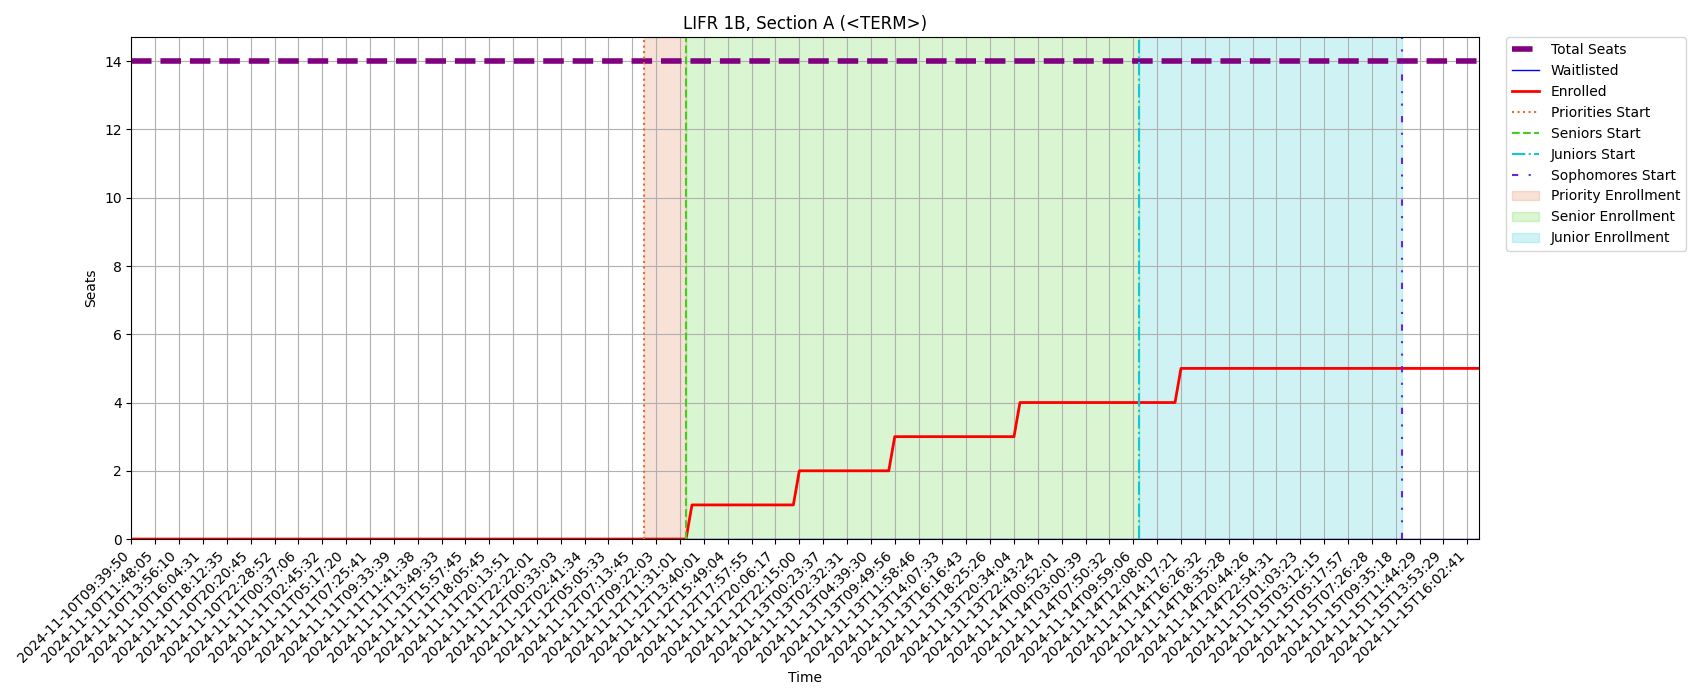 LIFR 1B, Section A (<TERM>)
14
12
10
8
6
4
2
0
Seats
2024-11-10T09:39:50
2024-11-10T11:48:05
2024-11-10T13:56:10
2024-11-10T16:04:31
2024-11-10T18:12:35
2024-11-10T20:20:45
2024-11-10T22:28:52
2024-11-11T00:37:06
2024-11-11T02:45:32
2024-11-11T05:17:20
2024-11-11T07:25:41
2024-11-11T09:33:39
2024-11-11T11:41:38
2024-11-11T13:49:33
2024-11-11T15:57:45
2024-11-11T18:05:45
2024-11-11T20:13:51
2024-11-11T22:22:01
2024-11-12T00:33:03
2024-11-12T02:41:34
2024-11-12T05:05:33
2024-11-12T07:13:45
2024-11-12T09:22:03
2024-11-12T11:31:01
2024-11-12T13:40:01
2024-11-12T15:49:04
2024-11-12T17:57:55
2024-11-12T20:06:17
2024-11-12T22:15:00
2024-11-13T00:23:37
2024-11-13T02:32:31
2024-11-13T04:39:30
2024-11-13T09:49:56
2024-11-13T11:58:46
2024-11-13T14:07:33
2024-11-13T16:16:43
2024-11-13T18:25:26
2024-11-13T20:34:04
2024-11-13T22:43:24
2024-11-14T00:52:01
2024-11-14T03:00:39
2024-11-14T07:50:32
2024-11-14T09:59:06
2024-11-14T12:08:00
2024-11-14T14:17:21
2024-11-14T16:26:32
2024-11-14T18:35:28
2024-11-14T20:44:26
2024-11-14T22:54:31
2024-11-15T01:03:23
2024-11-15T03:12:15
2024-11-15T05:17:57
2024-11-15T07:26:28
2024-11-15T09:35:18
2024-11-15T11:44:29
2024-11-15T13:53:29
2024-11-15T16:02:41
Time
Total Seats
Waitlisted
Enrolled
Priorities Start
Seniors Start
Juniors Start
Sophomores Start
Priority Enrollment
Senior Enrollment
Junior Enrollment